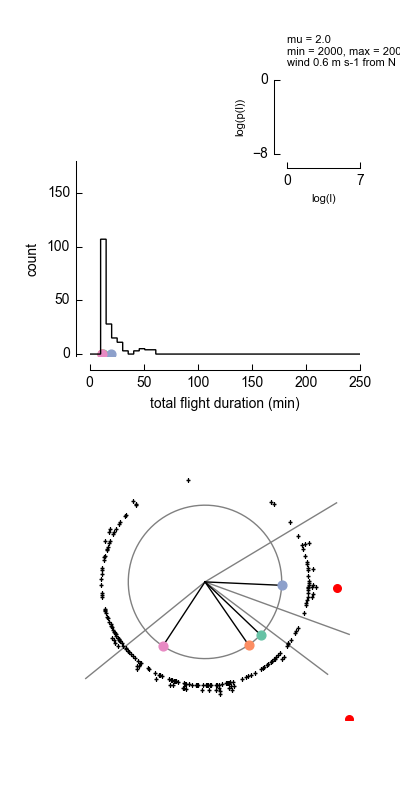 mu = 2.0
min = 2000, max = 200
wind 0.6 m s-1 from N
0
log(p(l))
−8
0
7
log(l)
150
100
50
0
count
0
50
100
150
200
250
total flight duration (min)